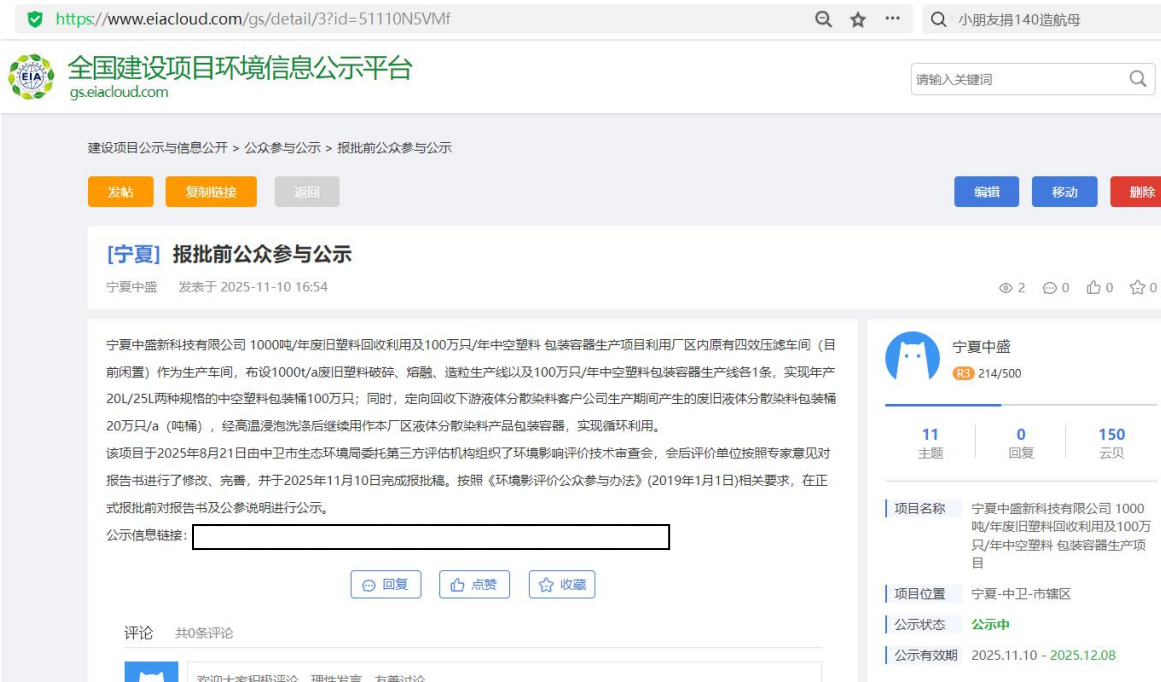 https://www.eiacloud.com/gs/detail/3?id=51110N5VMf
小朋友捐140造航母
EIA
全国建设项目环境信息公示平台
gs.eiacloud.com
请输入关键词
建设项目公示与信息公开 > 公众参与公示 > 报批前公众参与公示
发帖 复制链接 返回 编辑 移动 删除
[宁夏] 报批前公众参与公示
宁夏中盛 发表于 2025-11-10 16:54
2 0 0 0
宁夏中盛新科技有限公司 1000吨/年废旧塑料回收利用及100万只/年中空塑料 包装容器生产项目利用厂区内原有四效压滤车间（目
前闲置）作为生产车间，布设1000t/a废旧塑料破碎、熔融、造粒生产线以及100万只/年中空塑料包装容器生产线各1条，实现年产
20L/25L两种规格的中空塑料包装桶100万只；同时，定向回收下游液体分散染料客户公司生产期间产生的废旧液体分散染料包装桶
20万只/a（吨桶），经高温浸泡洗涤后继续用作本厂区液体分散染料产品包装容器，实现循环利用。
该项目于2025年8月21日由中卫市生态环境局委托第三方评估机构组织了环境影响评价技术审查会，会后评价单位按照专家意见对
报告书进行了修改、完善，并于2025年11月10日完成报批稿。按照《环境影评价公众参与办法》(2019年1月1日)相关要求，在正
式报批前对报告书及公参说明进行公示。
公示信息链接：
回复 点赞 收藏
评论 共0条评论
欢迎大家积极评论，理性发言，友善讨论
宁夏中盛
R3 214/500
11 0 150
主题 回复 云贝
项目名称 宁夏中盛新科技有限公司 1000
吨/年废旧塑料回收利用及100万
只/年中空塑料 包装容器生产项
目
项目位置 宁夏-中卫-市辖区
公示状态 公示中
公示有效期 2025.11.10 - 2025.12.08